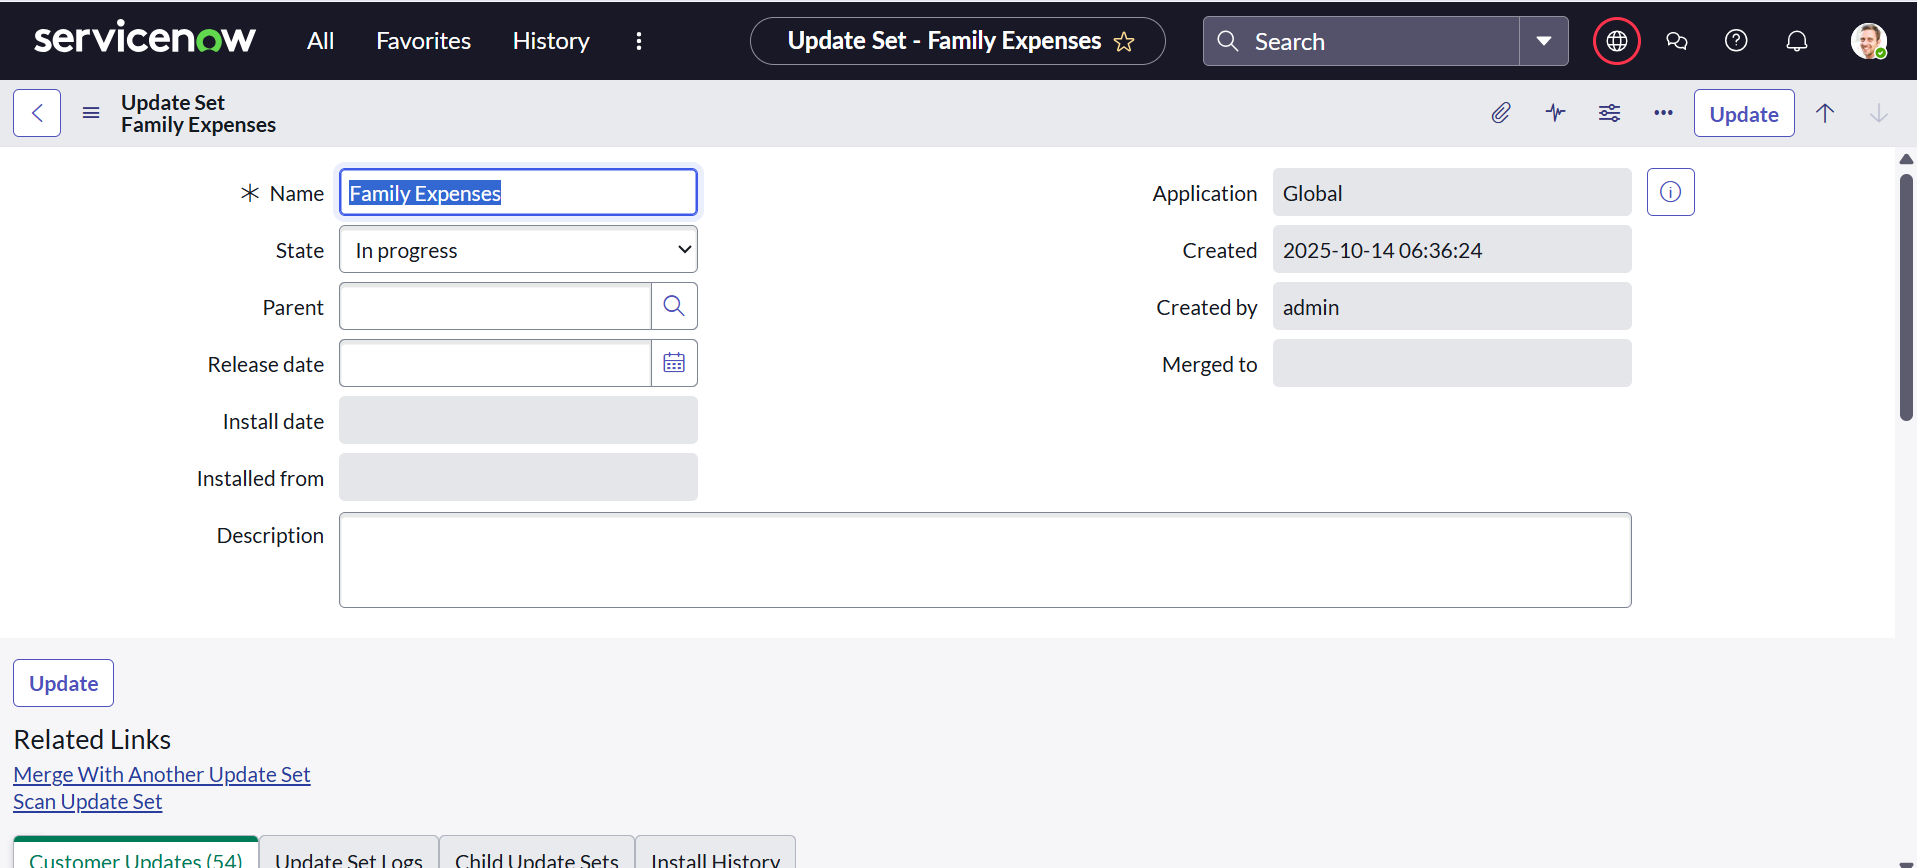 servicenow All Favorites History Update Set - Family Expenses Search
Update Set
Family Expenses
Update
Name Family Expenses
Application Global
State In progress
Created 2025-10-14 06:36:24
Parent
Created by admin
Release date
Merged to
Install date
Installed from
Description
Update
Related Links
Merge With Another Update Set
Scan Update Set
Customer Updates (54) Update Set Logs Child Update Sets Install History